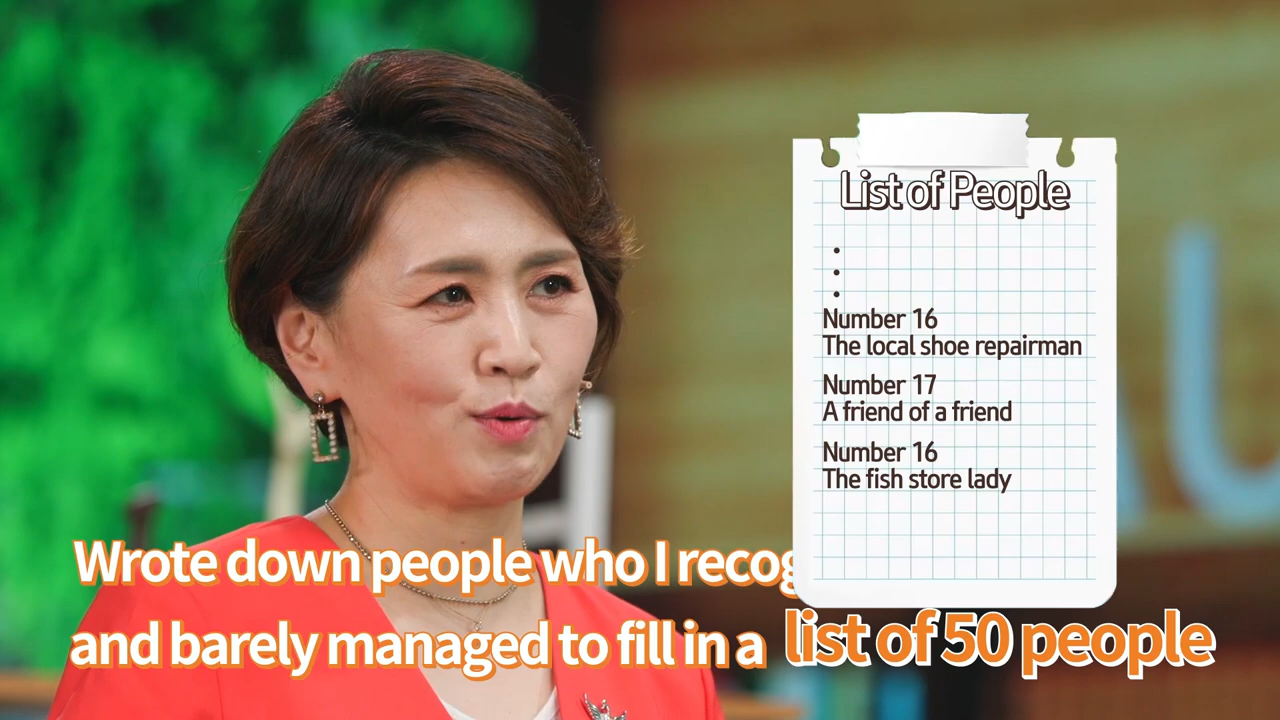 List of People
Number 16
The local shoe repairman
Number 17
A friend of a friend
Number 16
The fish store lady
Wrote down people who I
and barely managed to fill in a list of 50 people